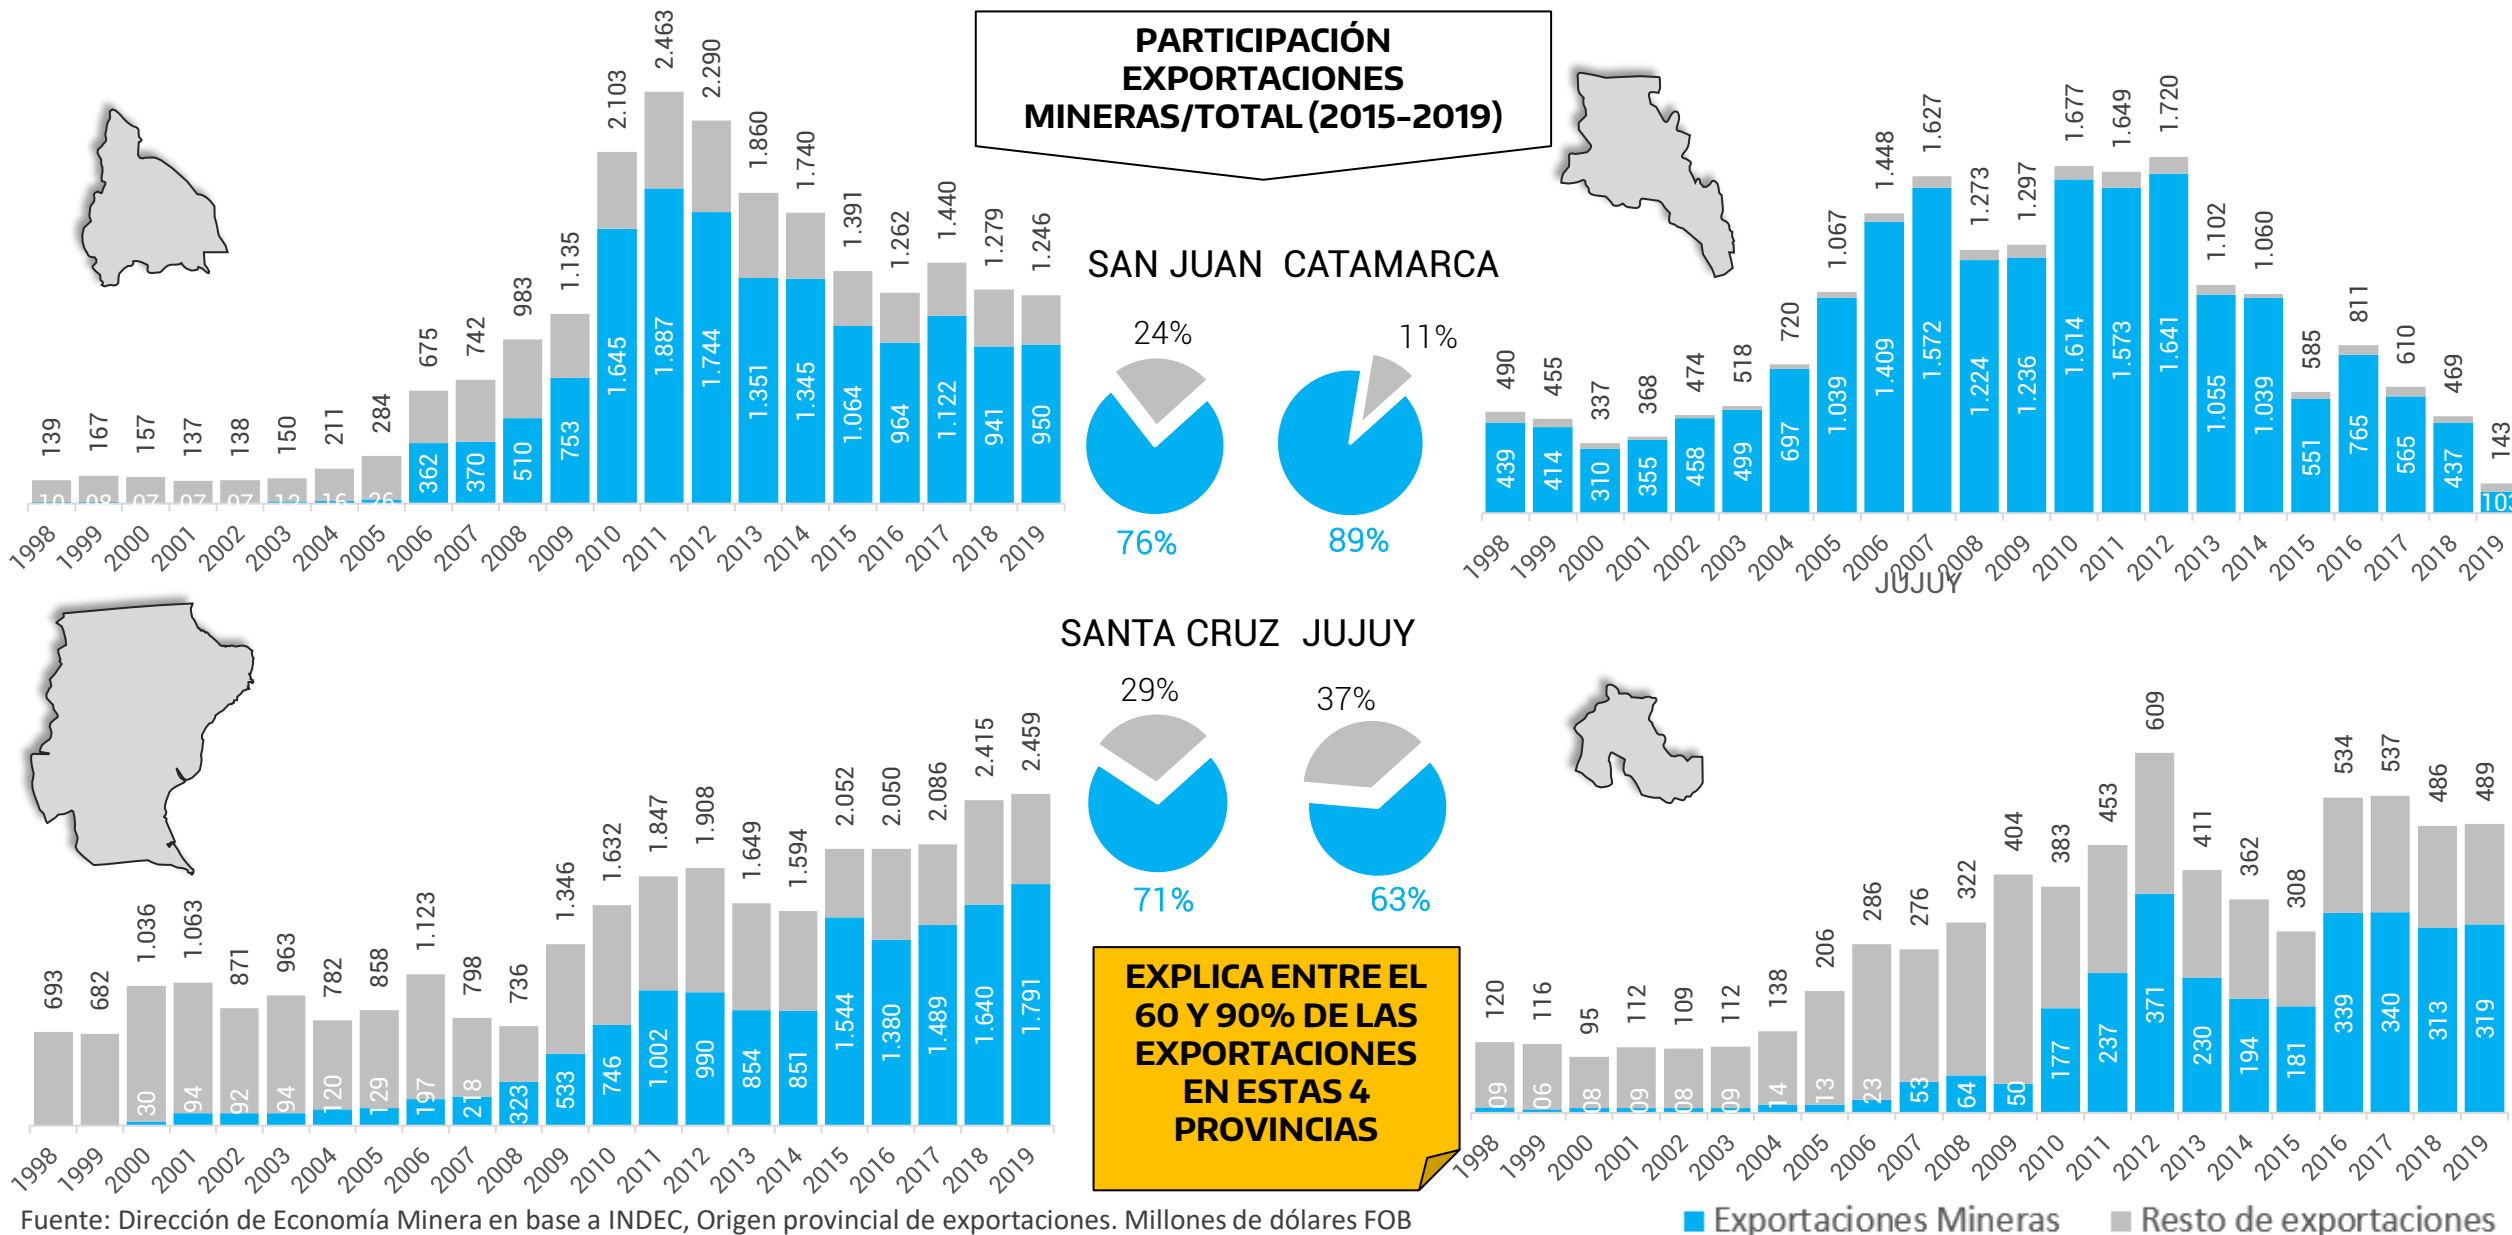 PARTICIPACIÓN
EXPORTACIONES
MINERAS/TOTAL (2015-2019)
139 167 157 137 138 150 211 284 675 742 983 1.135 2.103 2.463 2.290 1.860 1.740 1.391 1.262 1.440 1.279 1.246
10 08 07 07 07 12 16 26 362 370 510 753 1.645 1.887 1.744 1.351 1.345 1.064 964 1.122 941 950
1998 1999 2000 2001 2002 2003 2004 2005 2006 2007 2008 2009 2010 2011 2012 2013 2014 2015 2016 2017 2018 2019
SAN JUAN CATAMARCA
24% 11%
76% 89%
490 455 337 368 474 518 720 1.067 1.448 1.627 1.273 1.297 1.677 1.649 1.720 1.102 1.060 585 811 610 469 143
439 414 310 355 458 499 697 1.039 1.409 1.572 1.224 1.236 1.614 1.573 1.641 1.055 1.039 551 765 565 437 103
1998 1999 2000 2001 2002 2003 2004 2005 2006 2007 2008 2009 2010 2011 2012 2013 2014 2015 2016 2017 2018 2019
JUJUY
SANTA CRUZ JUJUY
29% 37%
71% 63%
693 682 1.036 1.063 871 963 782 858 1.123 798 736 1.346 1.632 1.847 1.908 1.649 1.594 2.052 2.050 2.086 2.415 2.459
30 94 92 94 120 129 197 218 323 533 746 1.002 990 854 851 1.544 1.380 1.489 1.640 1.791
1998 1999 2000 2001 2002 2003 2004 2005 2006 2007 2008 2009 2010 2011 2012 2013 2014 2015 2016 2017 2018 2019
EXPLICA ENTRE EL
60 Y 90% DE LAS
EXPORTACIONES
EN ESTAS 4
PROVINCIAS
120 116 95 112 109 112 138 206 286 276 322 404 383 453 609 411 362 308 534 537 486 489
09 06 08 09 08 09 14 13 23 53 64 50 177 237 371 230 194 181 339 340 313 319
1998 1999 2000 2001 2002 2003 2004 2005 2006 2007 2008 2009 2010 2011 2012 2013 2014 2015 2016 2017 2018 2019
Fuente: Dirección de Economía Minera en base a INDEC, Origen provincial de exportaciones. Millones de dólares FOB
Exportaciones Mineras Resto de exportaciones